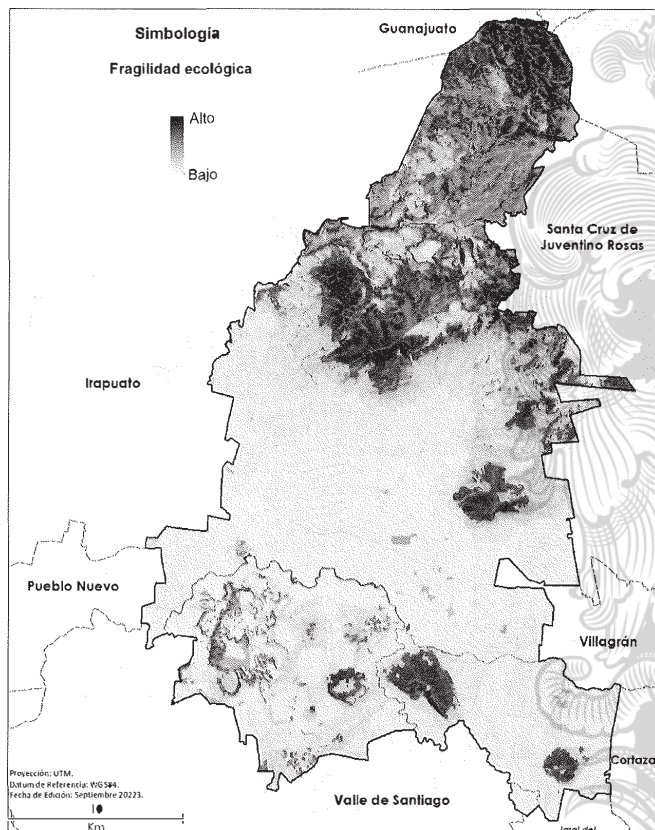 Simbología
Fragilidad ecológica
Alto
Bajo
Guanajuato
Santa Cruz de
Juventino Rosas
Irapuato
Pueblo Nuevo
Villagrán
Cortaza
Valle de Santiago
Proyección: UTM.
Datum de Referencia: WGS84.
Fecha de Edición: Septiembre 20223.
10
Km